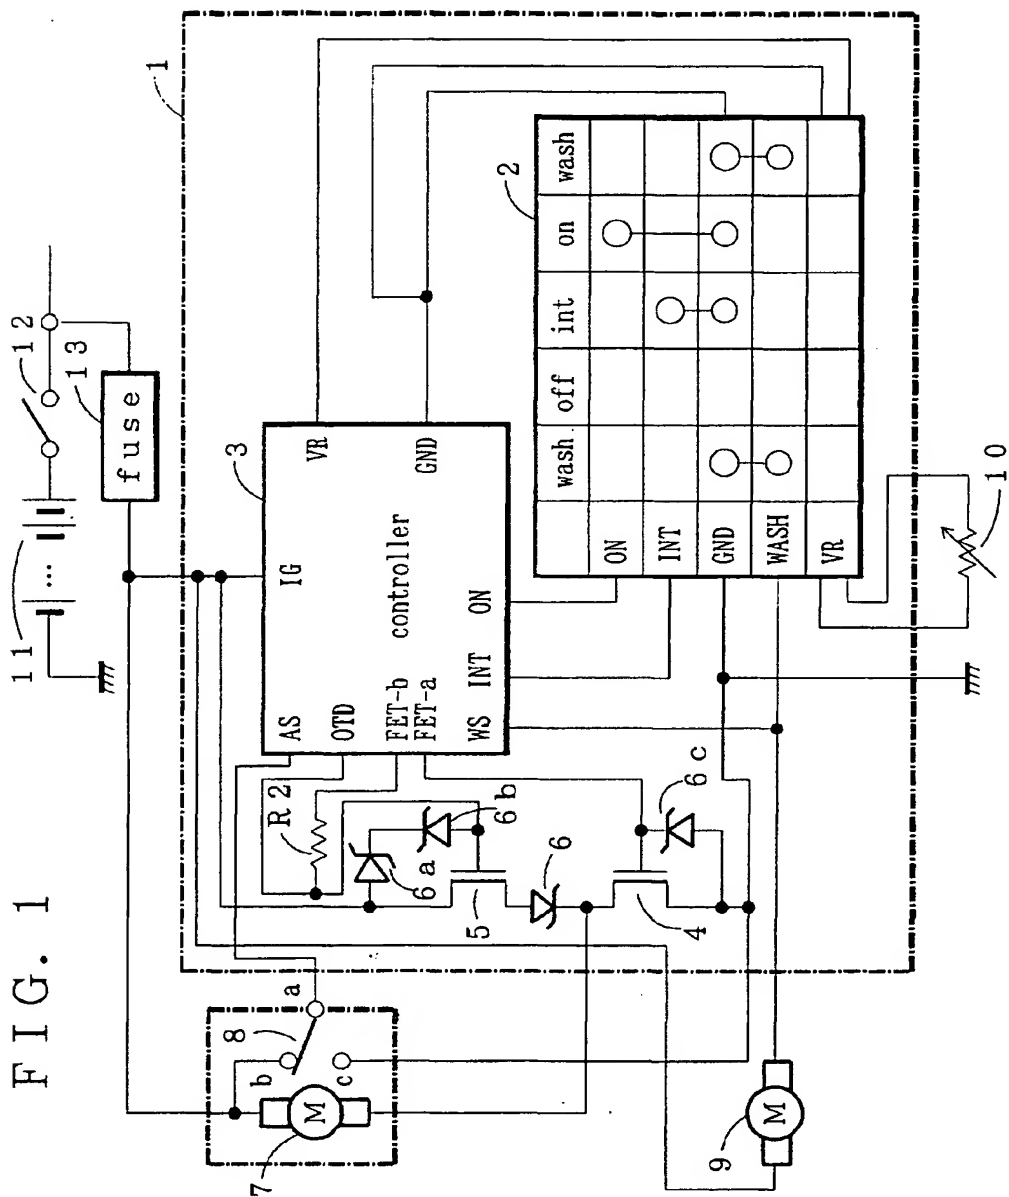 FIG. 1
11
12
13
fuse
1
3
AS
IG
VR
OTD
FET-b
FET-a
controller
GND
WS
INT
ON
R2
6a
6b
5
6
4
6c
7
M
8
a
b
c
9
M
2
wash
off
int
on
wash
ON
INT
GND
WASH
VR
10